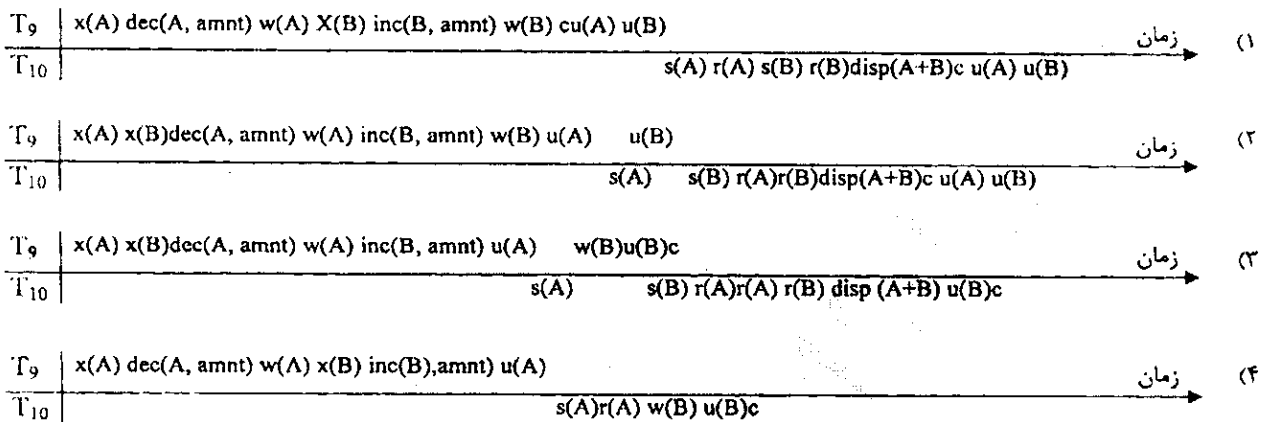 T9 x(A) dec(A, amnt) w(A) X(B) inc(B, amnt) w(B) cu(A) u(B)
زمان (۱
T10 s(A) r(A) s(B) r(B)disp(A+B)c u(A) u(B)
T9 x(A) x(B)dec(A, amnt) w(A) inc(B, amnt) w(B) u(A) u(B)
زمان (۲
T10 s(A) s(B) r(A)r(B)disp(A+B)c u(A) u(B)
T9 x(A) x(B)dec(A, amnt) w(A) inc(B, amnt) u(A) w(B)u(B)c
زمان (۳
T10 s(A) s(B) r(A)r(A) r(B) disp (A+B) u(B)c
T9 x(A) dec(A, amnt) w(A) x(B) inc(B),amnt) u(A)
زمان (۴
T10 s(A)r(A) w(B) u(B)c